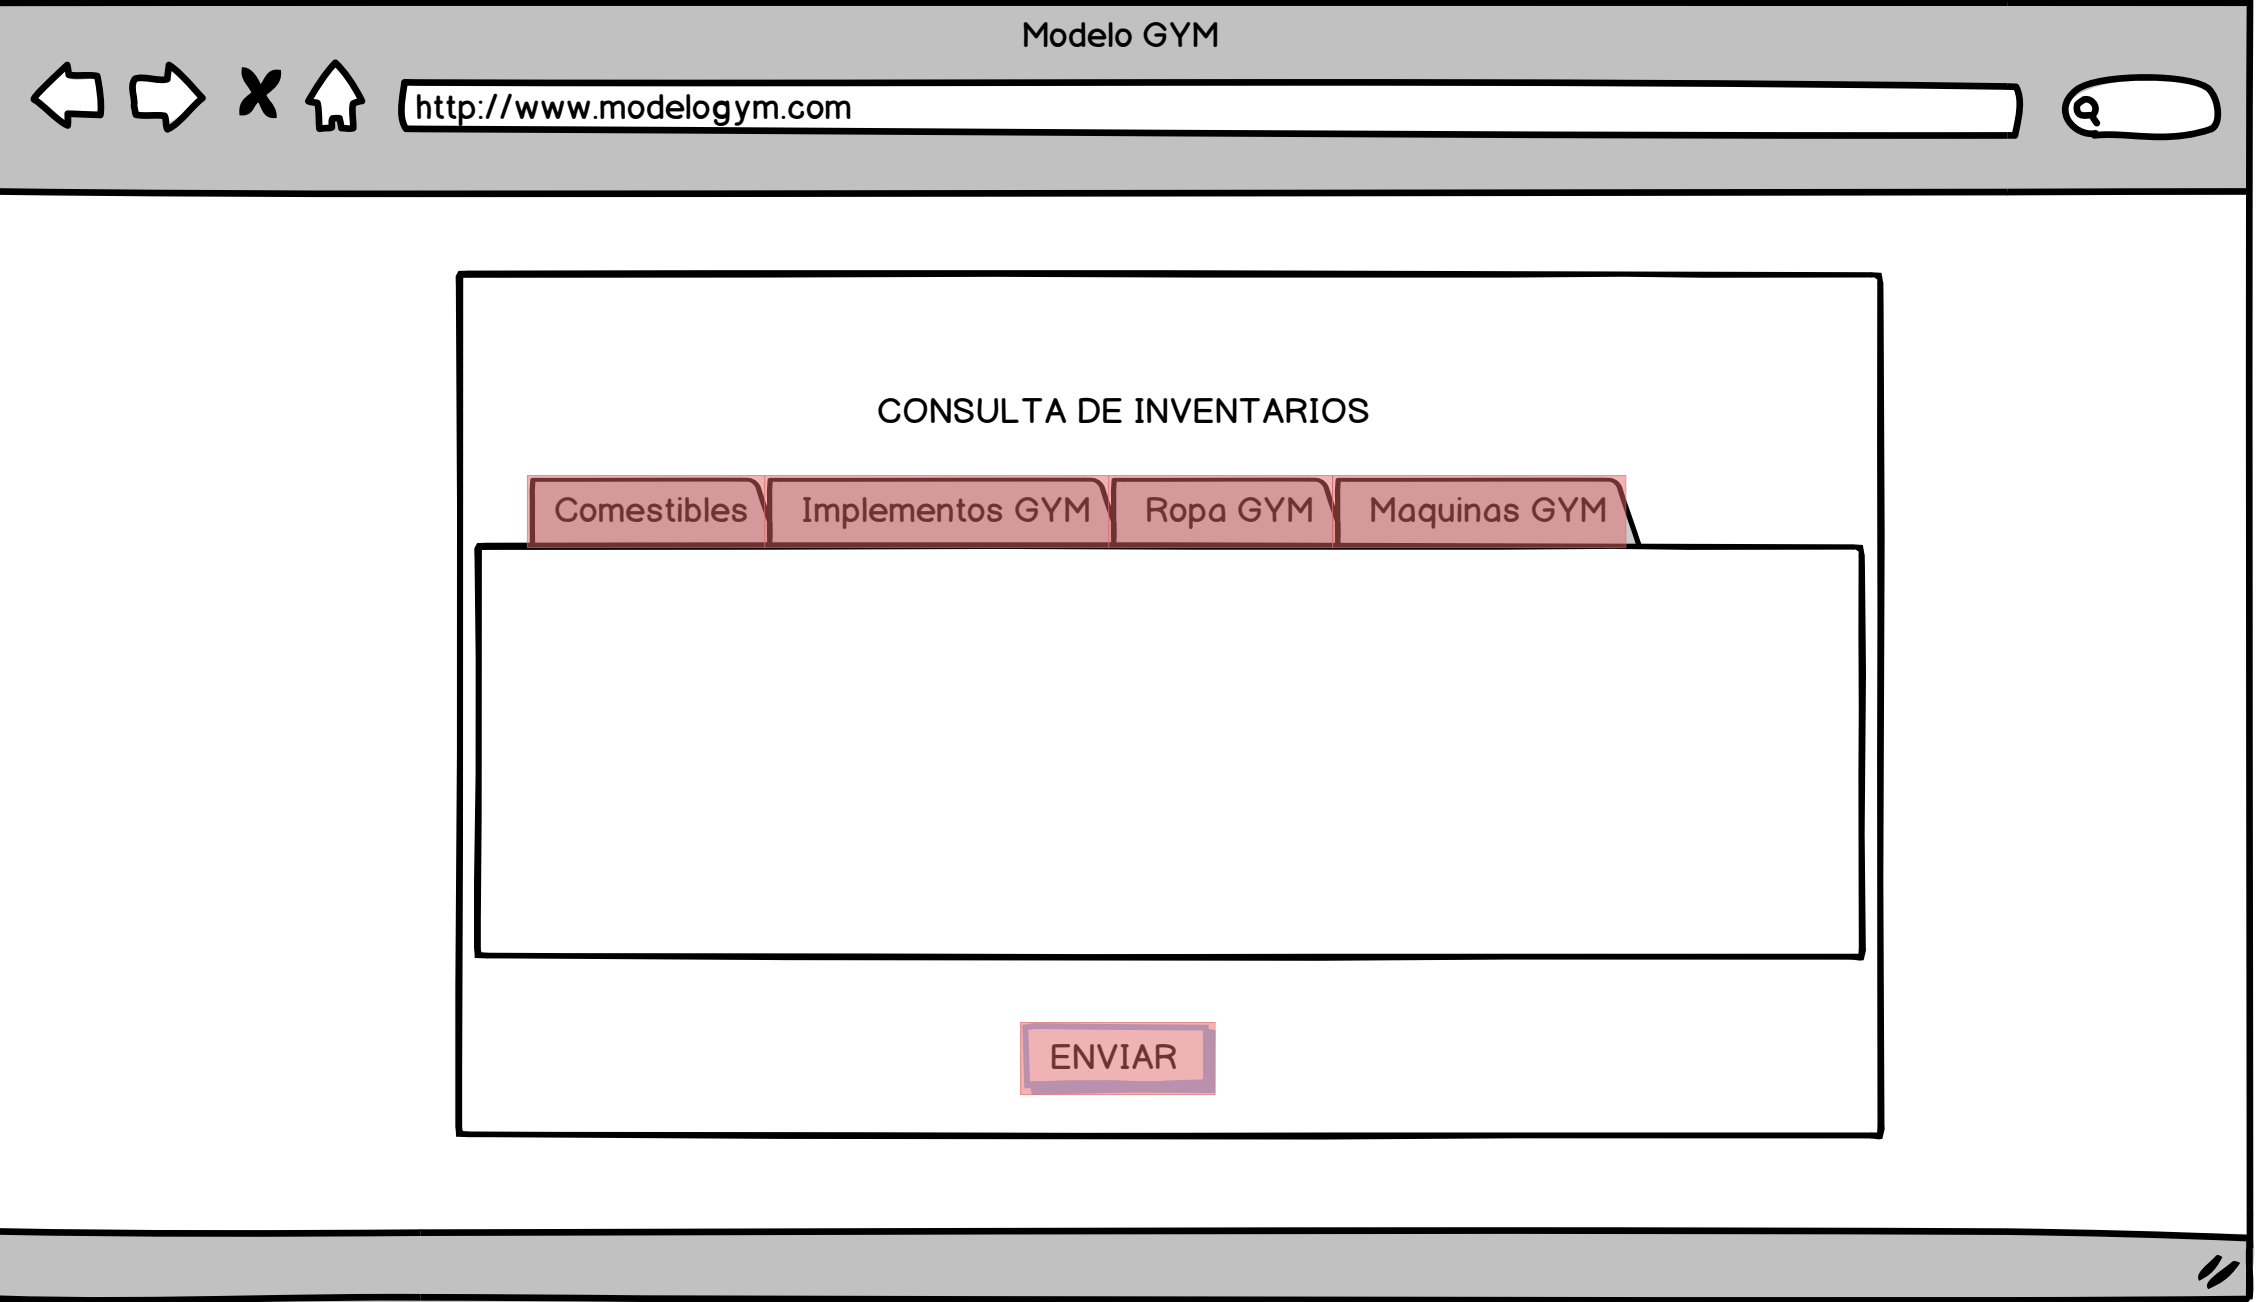 Modelo GYM
http://www.modelogym.com
CONSULTA DE INVENTARIOS
Comestibles Implementos GYM Ropa GYM Maquinas GYM
ENVIAR